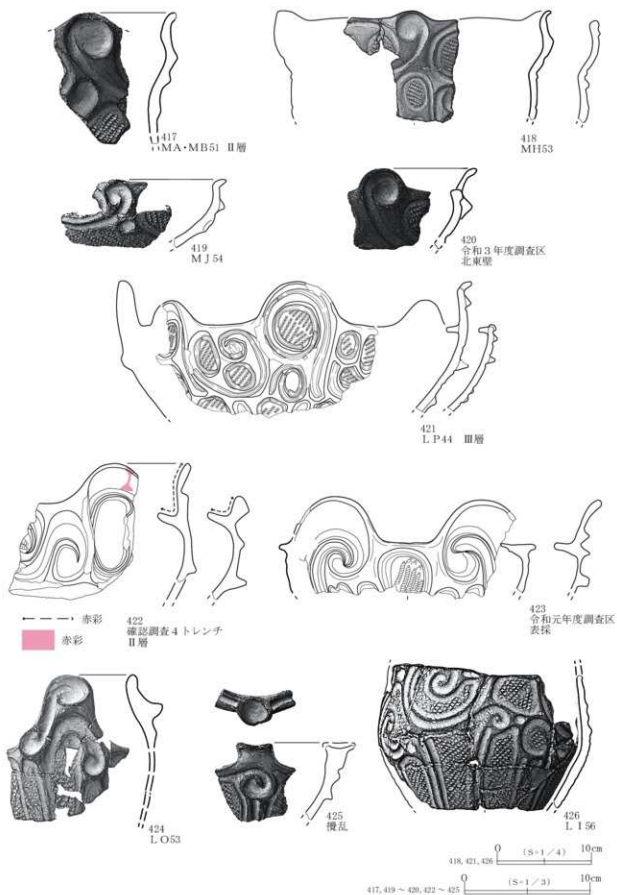 417
MA・MB51 Ⅱ層
418
MH53
419
MJ54
420
令和3年度調査区
北東壁
421
LP44 Ⅲ層
赤彩
赤彩
422
確認調査4トレンチ
Ⅱ層
423
令和元年度調査区
表採
424
LO53
425
攪乱
426
LI56
0 (S=1/4) 10cm
418, 421, 426
0 (S=1/3) 10cm
417, 419～420, 422～425